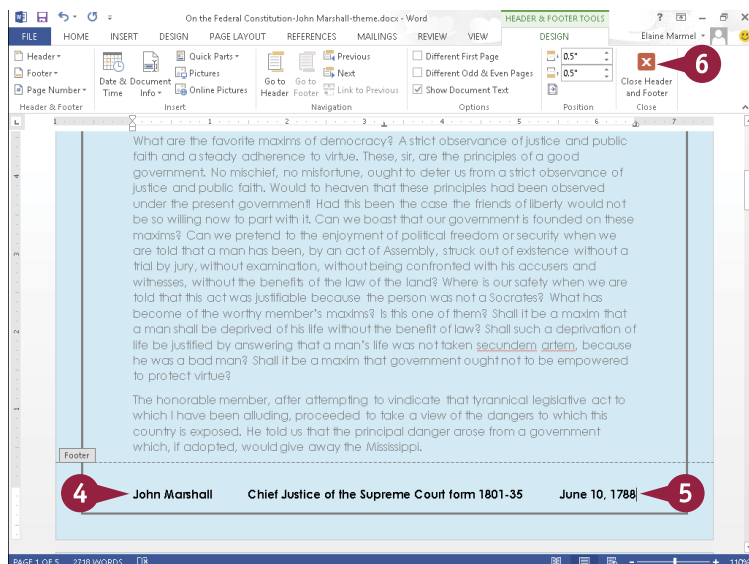 On the Federal Constitution-John Marshall-theme.docx - Word
HEADER & FOOTER TOOLS
?
FILE HOME INSERT DESIGN PAGE LAYOUT REFERENCES MAILINGS REVIEW VIEW DESIGN Elaine Marmel
Header
Footer
Page Number
Header & Footer
Date & Time
Document Info
Quick Parts
Pictures
Online Pictures
Insert
Go to Header
Go to Footer
Previous
Next
Link to Previous
Navigation
Different First Page
Different Odd & Even Pages
Show Document Text
Options
0.5"
0.5"
Position
Close Header and Footer
Close
6
L
1 1 2 3 4 5 6 7
What are the favorite maxims of democracy? A strict observance of justice and public
faith and a steady adherence to virtue. These, sir, are the principles of a good
government. No mischief, no misfortune, ought to deter us from a strict observance of
justice and public faith. Would to heaven that these principles had been observed
under the present government! Had this been the case the friends of liberty would not
be so willing now to part with it. Can we boast that our government is founded on these
maxims? Can we pretend to the enjoyment of political freedom or security when we
are told that a man has been, by an act of Assembly, struck out of existence without a
trial by jury, without examination, without being confronted with his accusers and
witnesses, without the benefits of the law of the land? Where is our safety when we are
told that this act was justifiable because the person was not a Socrates? What has
become of the worthy member's maxims? Is this one of them? Shall it be a maxim that
a man shall be deprived of his life without the benefit of law? Shall such a deprivation of
life be justified by answering that a man's life was not taken secundem artem, because
he was a bad man? Shall it be a maxim that government ought not to be empowered
to protect virtue?
The honorable member, after attempting to vindicate that tyrannical legislative act to
which I have been alluding, proceeded to take a view of the dangers to which this
country is exposed. He told us that the principal danger arose from a government
which, if adopted, would give away the Mississippi.
4
3
2
1
Footer
4 John Marshall Chief Justice of the Supreme Court form 1801-35 June 10, 1788 5
PAGE 1 OF 5 2718 WORDS 110%